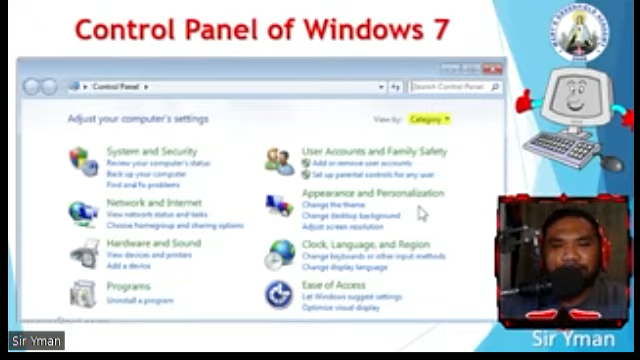 Control Panel of Windows 7
Control Panel
Search Control Panel
Adjust your computer's settings
View by: Category
System and Security
Review your computer's status
Back up your computer
Find and fix problems
Network and Internet
View network status and tasks
Choose homegroup and sharing options
Hardware and Sound
View devices and printers
Add a device
Programs
Uninstall a program
User Accounts and Family Safety
Add or remove user accounts
Set up parental controls for any user
Appearance and Personalization
Change the theme
Change desktop background
Adjust screen resolution
Clock, Language, and Region
Change keyboards or other input methods
Change display language
Ease of Access
Let Windows suggest settings
Optimize visual display
Sir Yman
Sir Yman